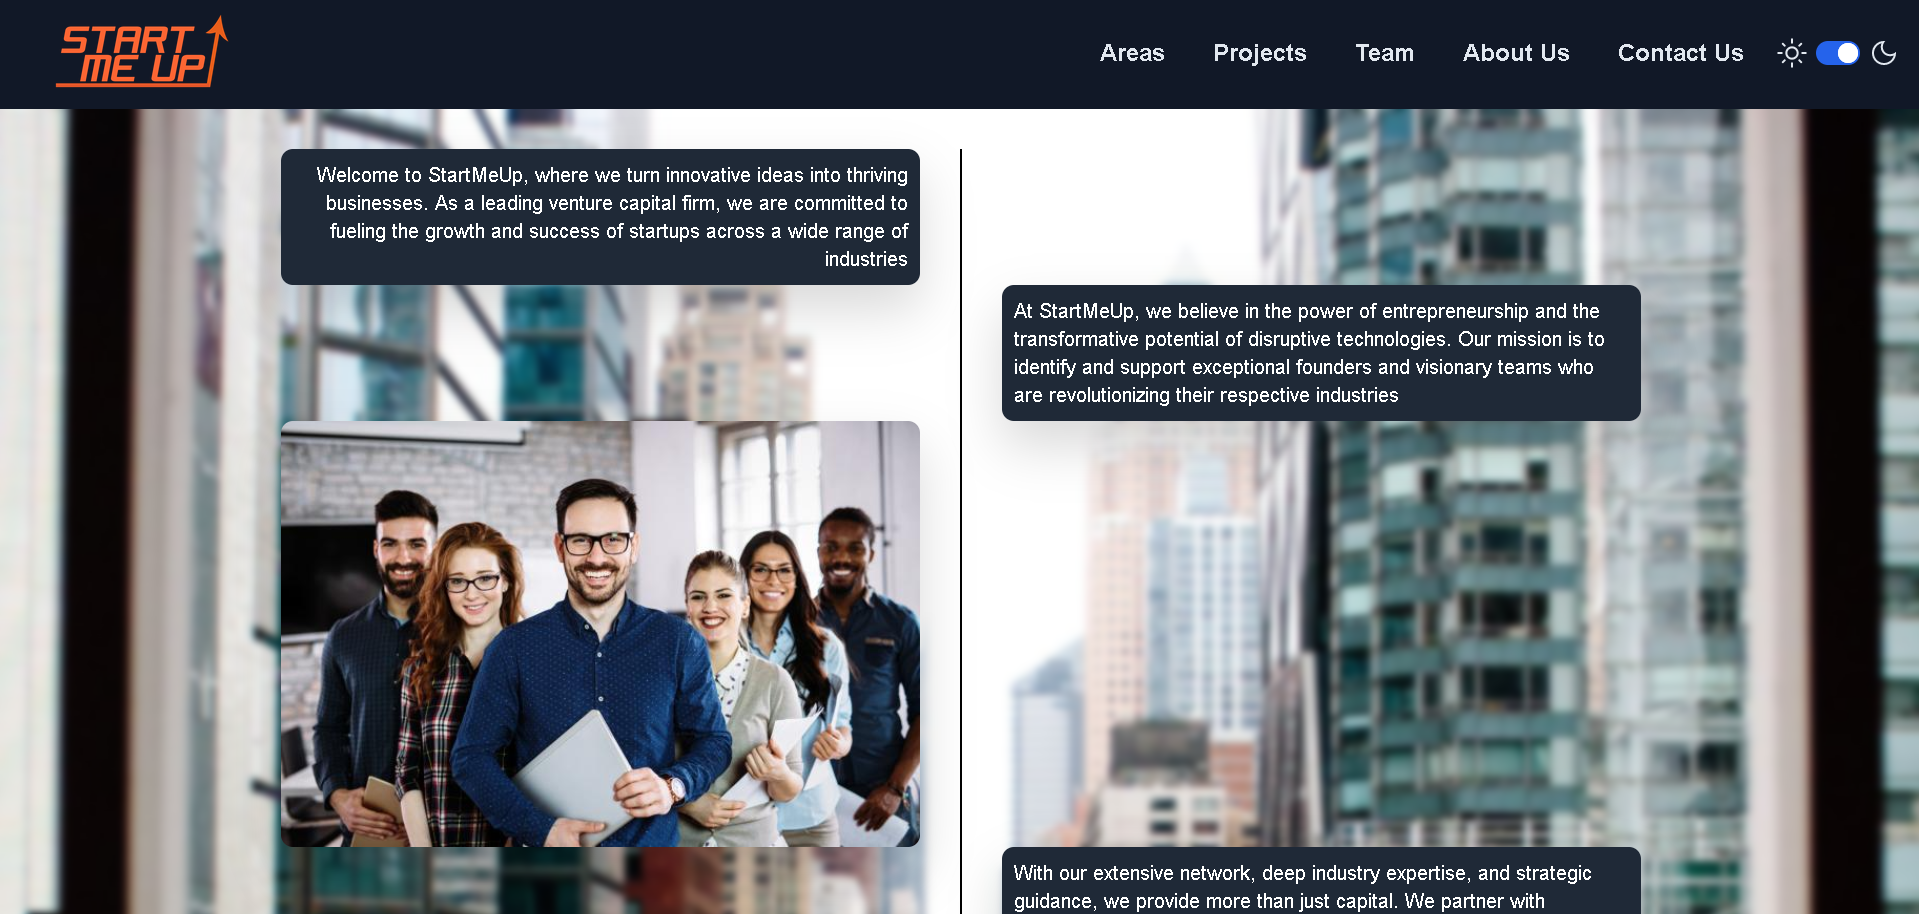 START
ME UP
Areas
Projects
Team
About Us
Contact Us
Welcome to StartMeUp, where we turn innovative ideas into thriving
businesses. As a leading venture capital firm, we are committed to
fueling the growth and success of startups across a wide range of
industries
At StartMeUp, we believe in the power of entrepreneurship and the
transformative potential of disruptive technologies. Our mission is to
identify and support exceptional founders and visionary teams who
are revolutionizing their respective industries
With our extensive network, deep industry expertise, and strategic
guidance, we provide more than just capital. We partner with